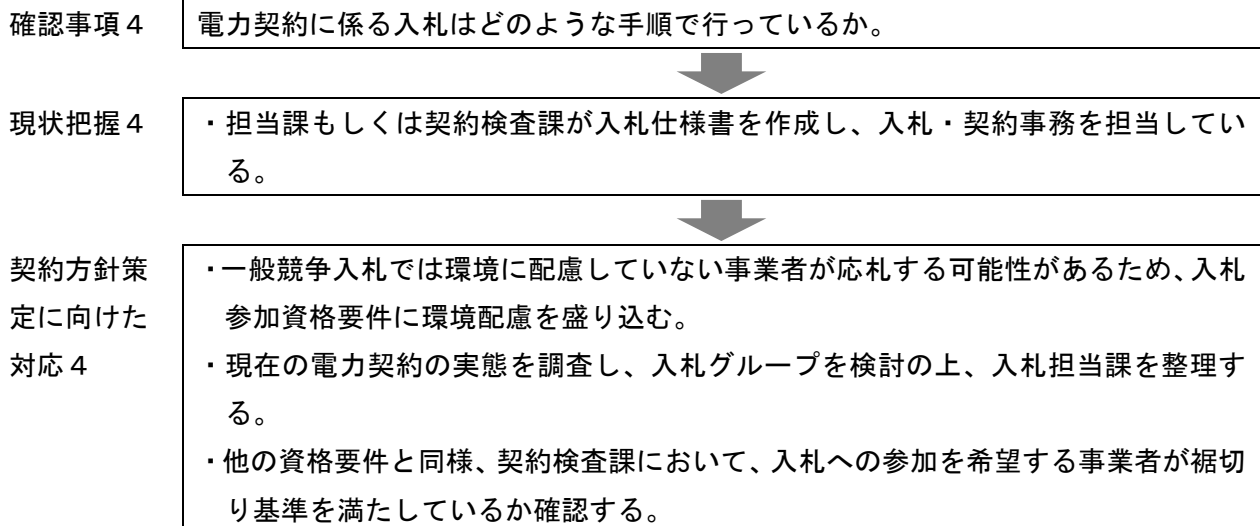 確認事項４
電力契約に係る入札はどのような手順で行っているか。
現状把握４
・担当課もしくは契約検査課が入札仕様書を作成し、入札・契約事務を担当してい
る。
契約方針策
定に向けた
対応４
・一般競争入札では環境に配慮していない事業者が応札する可能性があるため、入札
参加資格要件に環境配慮を盛り込む。
・現在の電力契約の実態を調査し、入札グループを検討の上、入札担当課を整理す
る。
・他の資格要件と同様、契約検査課において、入札への参加を希望する事業者が裾切
り基準を満たしているか確認する。